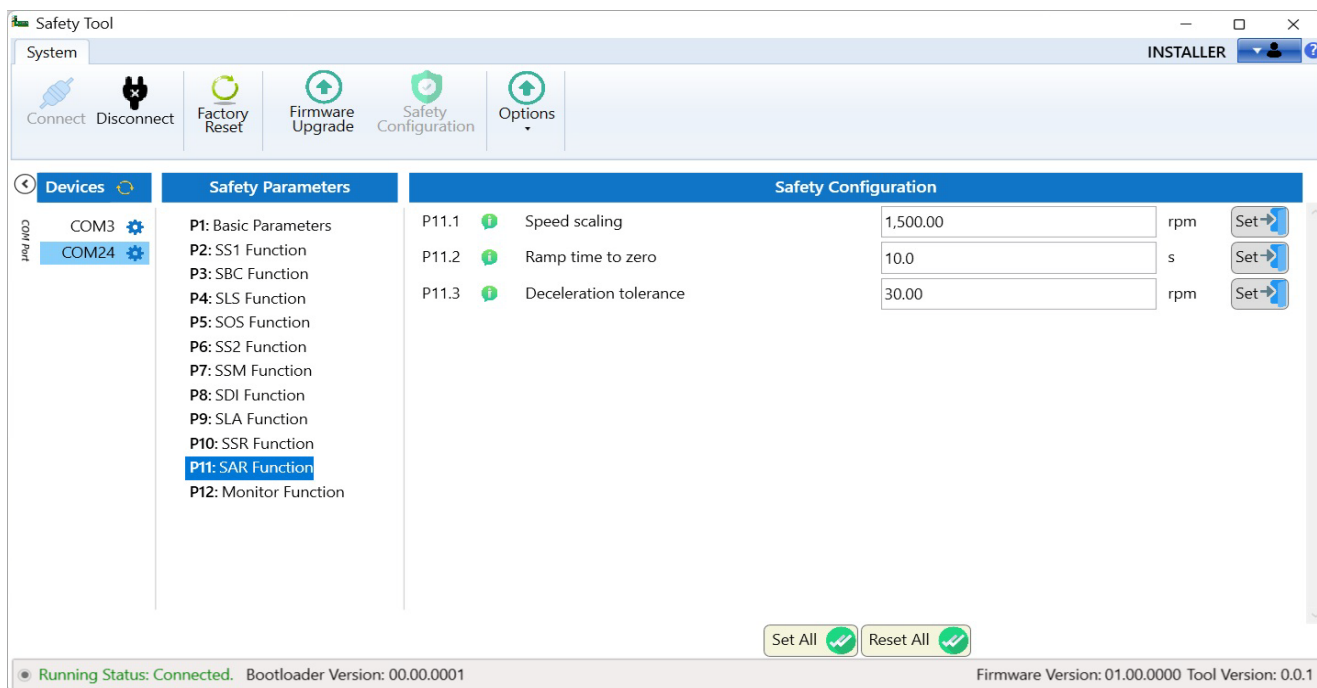 Safety Tool
System
INSTALLER
Connect
Disconnect
Factory
Reset
Firmware
Upgrade
Safety
Configuration
Options
Devices
Safety Parameters
Safety Configuration
COM Port
COM3
COM24
P1: Basic Parameters
P2: SS1 Function
P3: SBC Function
P4: SLS Function
P5: SOS Function
P6: SS2 Function
P7: SSM Function
P8: SDI Function
P9: SLA Function
P10: SSR Function
P11: SAR Function
P12: Monitor Function
P11.1 Speed scaling 1,500.00 rpm Set
P11.2 Ramp time to zero 10.0 s Set
P11.3 Deceleration tolerance 30.00 rpm Set
Set All Reset All
Running Status: Connected. Bootloader Version: 00.00.0001 Firmware Version: 01.00.0000 Tool Version: 0.0.1